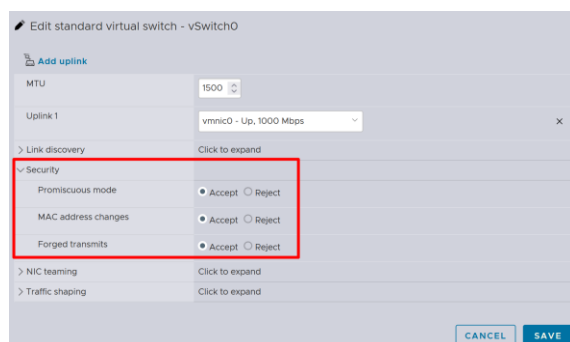 Edit standard virtual switch - vSwitch0
Add uplink
MTU 1500
Uplink 1 vmnic0 - Up, 1000 Mbps
Link discovery Click to expand
Security
Promiscuous mode Accept Reject
MAC address changes Accept Reject
Forged transmits Accept Reject
NIC teaming Click to expand
Traffic shaping Click to expand
CANCEL SAVE